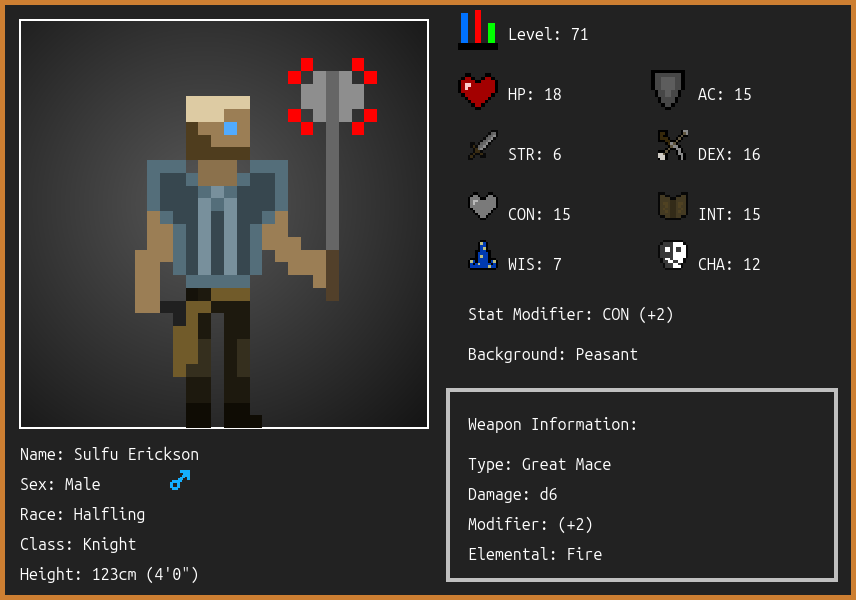 Level: 71
HP: 18
AC: 15
STR: 6
DEX: 16
CON: 15
INT: 15
WIS: 7
CHA: 12
Stat Modifier: CON (+2)
Background: Peasant
Weapon Information:
Type: Great Mace
Damage: d6
Modifier: (+2)
Elemental: Fire
Name: Sulfu Erickson
Sex: Male
Race: Halfling
Class: Knight
Height: 123cm (4'0")